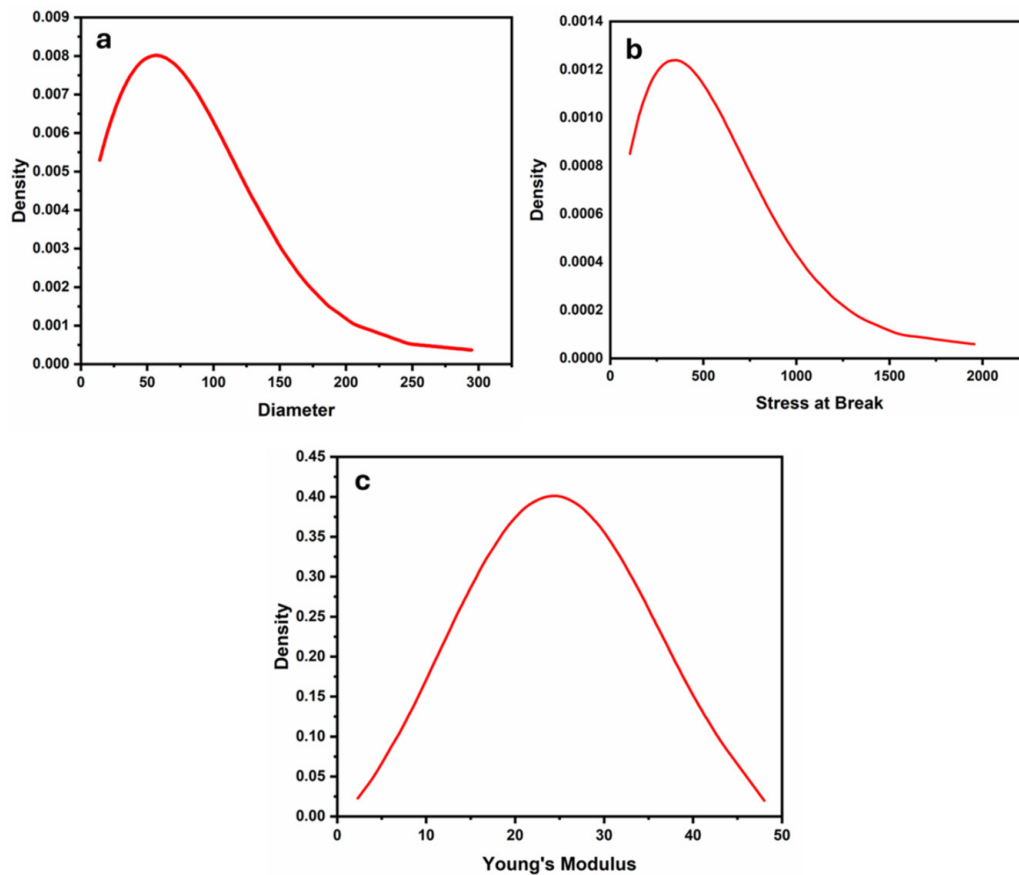 a
0.009
0.008
0.007
0.006
0.005
0.004
0.003
0.002
0.001
0.000
Density
0 50 100 150 200 250 300
Diameter
b
0.0014
0.0012
0.0010
0.0008
0.0006
0.0004
0.0002
0.0000
Density
0 500 1000 1500 2000
Stress at Break
c
0.45
0.40
0.35
0.30
0.25
0.20
0.15
0.10
0.05
0.00
Density
0 10 20 30 40 50
Young's Modulus